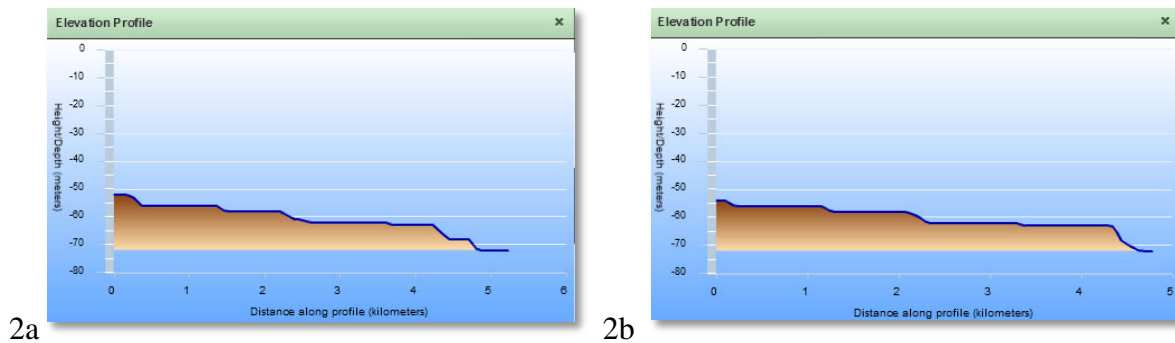 Elevation Profile ×
0
-10
-20
-30
-40
-50
-60
-70
-80
Height/Depth (meters)
0 1 2 3 4 5 6
Distance along profile (kilometers)
2a
Elevation Profile ×
0
-10
-20
-30
-40
-50
-60
-70
-80
Height/Depth (meters)
0 1 2 3 4 5
Distance along profile (kilometers)
2b